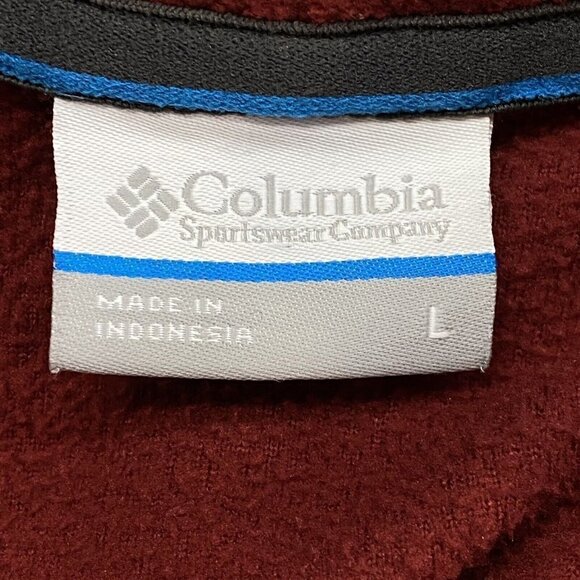 Columbia
Sportswear Company
MADE IN
INDONESIA
L